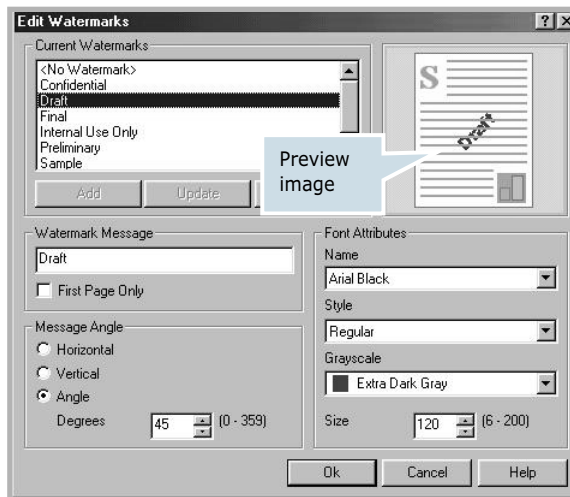 Edit Watermarks
Current Watermarks
<No Watermark>
Confidential
Draft
Final
Internal Use Only
Preliminary
Sample
Add Update
Preview
image
S
Draft
Watermark Message
Draft
First Page Only
Message Angle
Horizontal
Vertical
Angle
Degrees 45 (0 - 359)
Font Attributes
Name
Arial Black
Style
Regular
Grayscale
Extra Dark Gray
Size 120 (6 - 200)
Ok Cancel Help